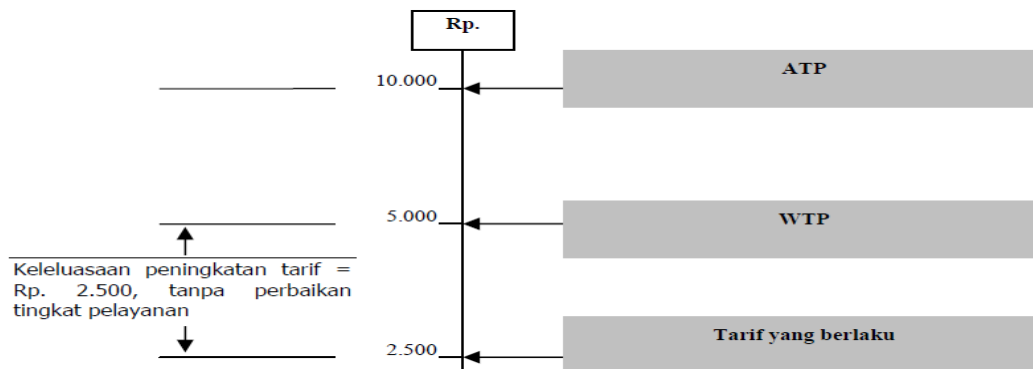 Rp.
10.000
ATP
5.000
WTP
Keleluasaan peningkatan tarif =
Rp. 2.500, tanpa perbaikan
tingkat pelayanan
2.500
Tarif yang berlaku